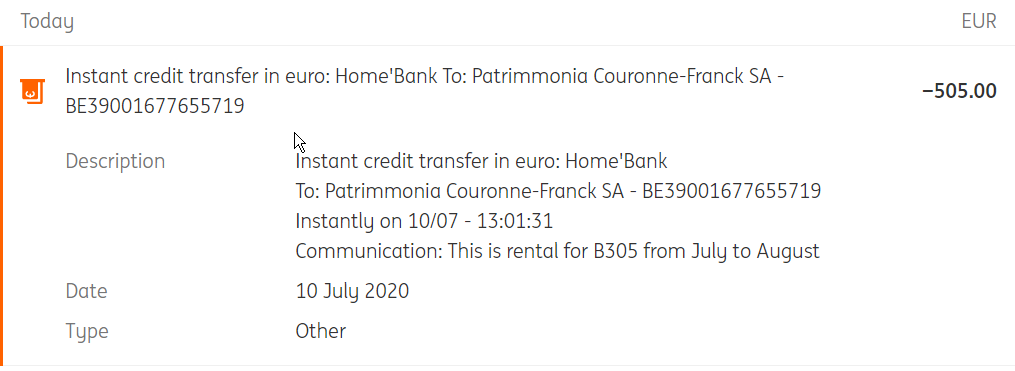 Today EUR
Instant credit transfer in euro: Home'Bank To: Patrimmonia Couronne-Franck SA -
BE39001677655719
−505.00
Description Instant credit transfer in euro: Home'Bank
To: Patrimmonia Couronne-Franck SA - BE39001677655719
Instantly on 10/07 - 13:01:31
Communication: This is rental for B305 from July to August
Date 10 July 2020
Type Other